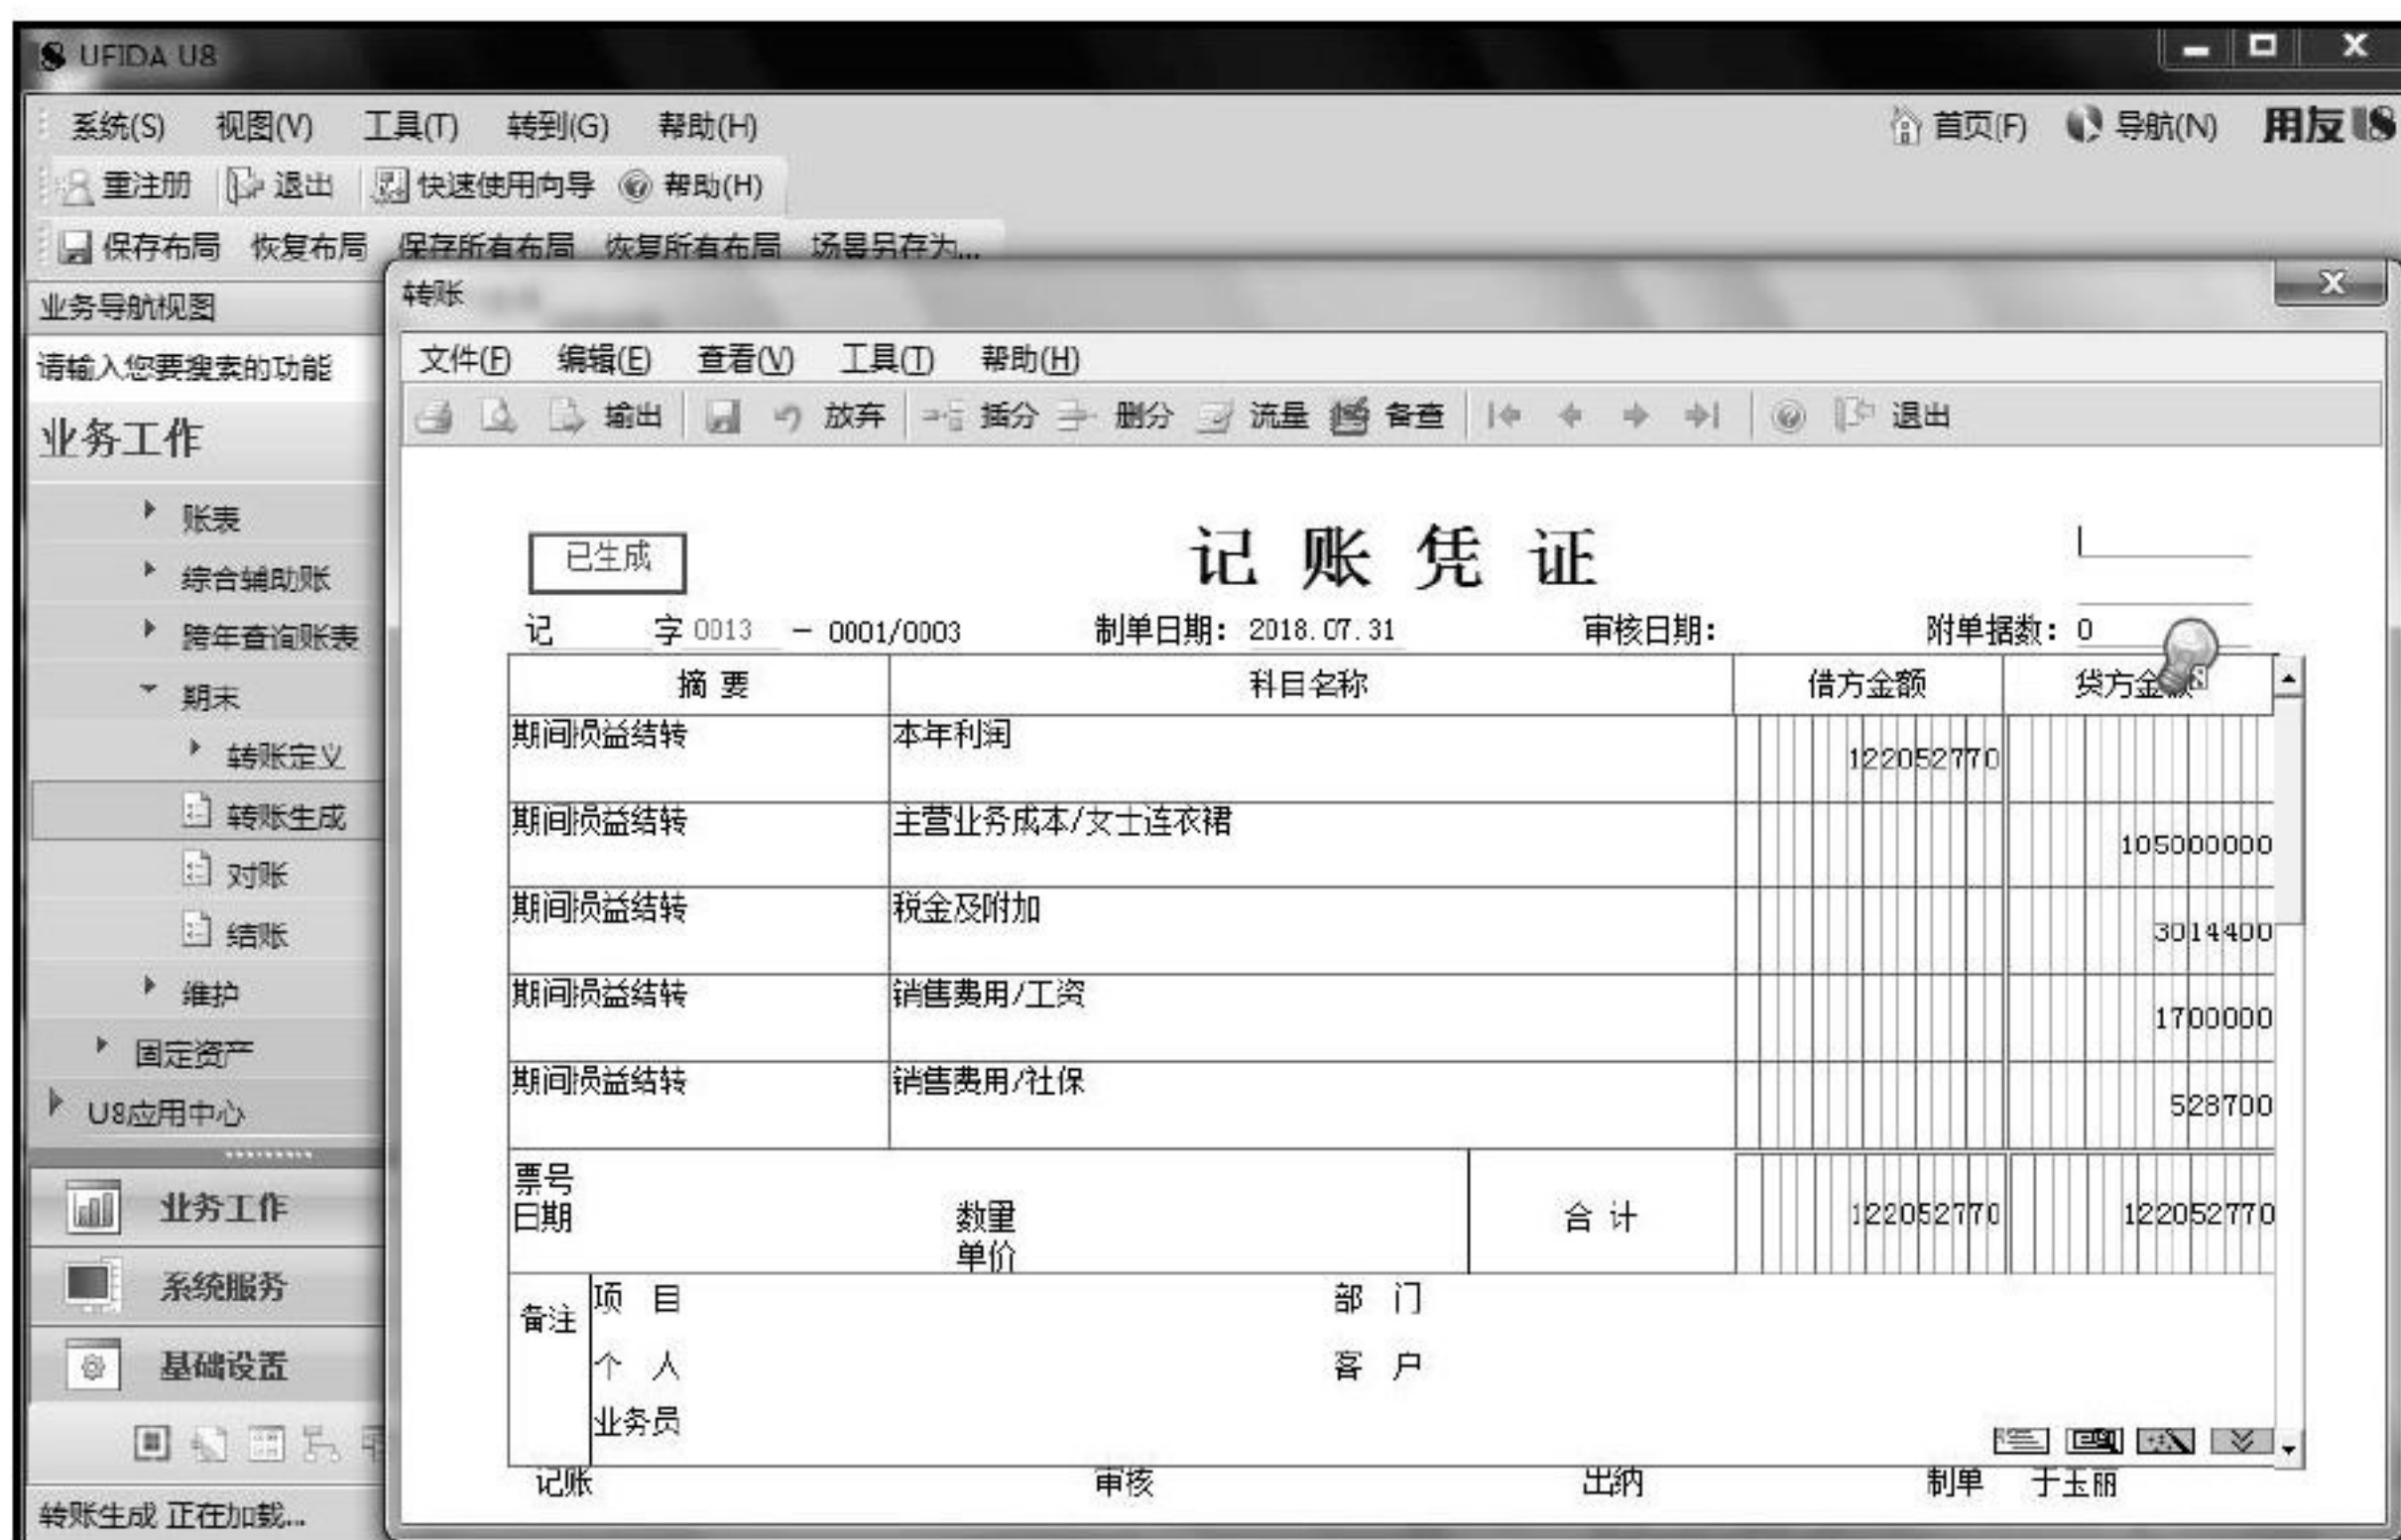 UFIDA U8
系统(S) 视图(V) 工具(T) 转到(G) 帮助(H) 首页(F) 导航(N) 用友U8
重注册 退出 快速使用向导 帮助(H)
保存布局 恢复布局 保存所有布局 恢复所有布局 场景另存为...
业务导航视图
请输入您要搜索的功能
业务工作
账表
综合辅助账
跨年查询账表
期末
转账定义
转账生成
对账
结账
维护
固定资产
U8应用中心
业务工作
系统服务
基础设置
转账生成 正在加载...
转账
文件(F) 编辑(E) 查看(V) 工具(T) 帮助(H)
输出 放弃 插分 删分 流量 备查 退出
已生成
记 账 凭 证
记 字 0013 - 0001/0003 制单日期: 2018.07.31 审核日期: 附单据数: 0
摘 要 科目名称 借方金额 贷方金额
期间损益结转 本年利润 122052770
期间损益结转 主营业务成本/女士连衣裙 105000000
期间损益结转 税金及附加 3014400
期间损益结转 销售费用/工资 1700000
期间损益结转 销售费用/社保 528700
票号
日期 数量 合 计 122052770 122052770
单价
备注 项 目 部 门
个 人 客 户
业务员
记账 审核 出纳 制单 于玉丽